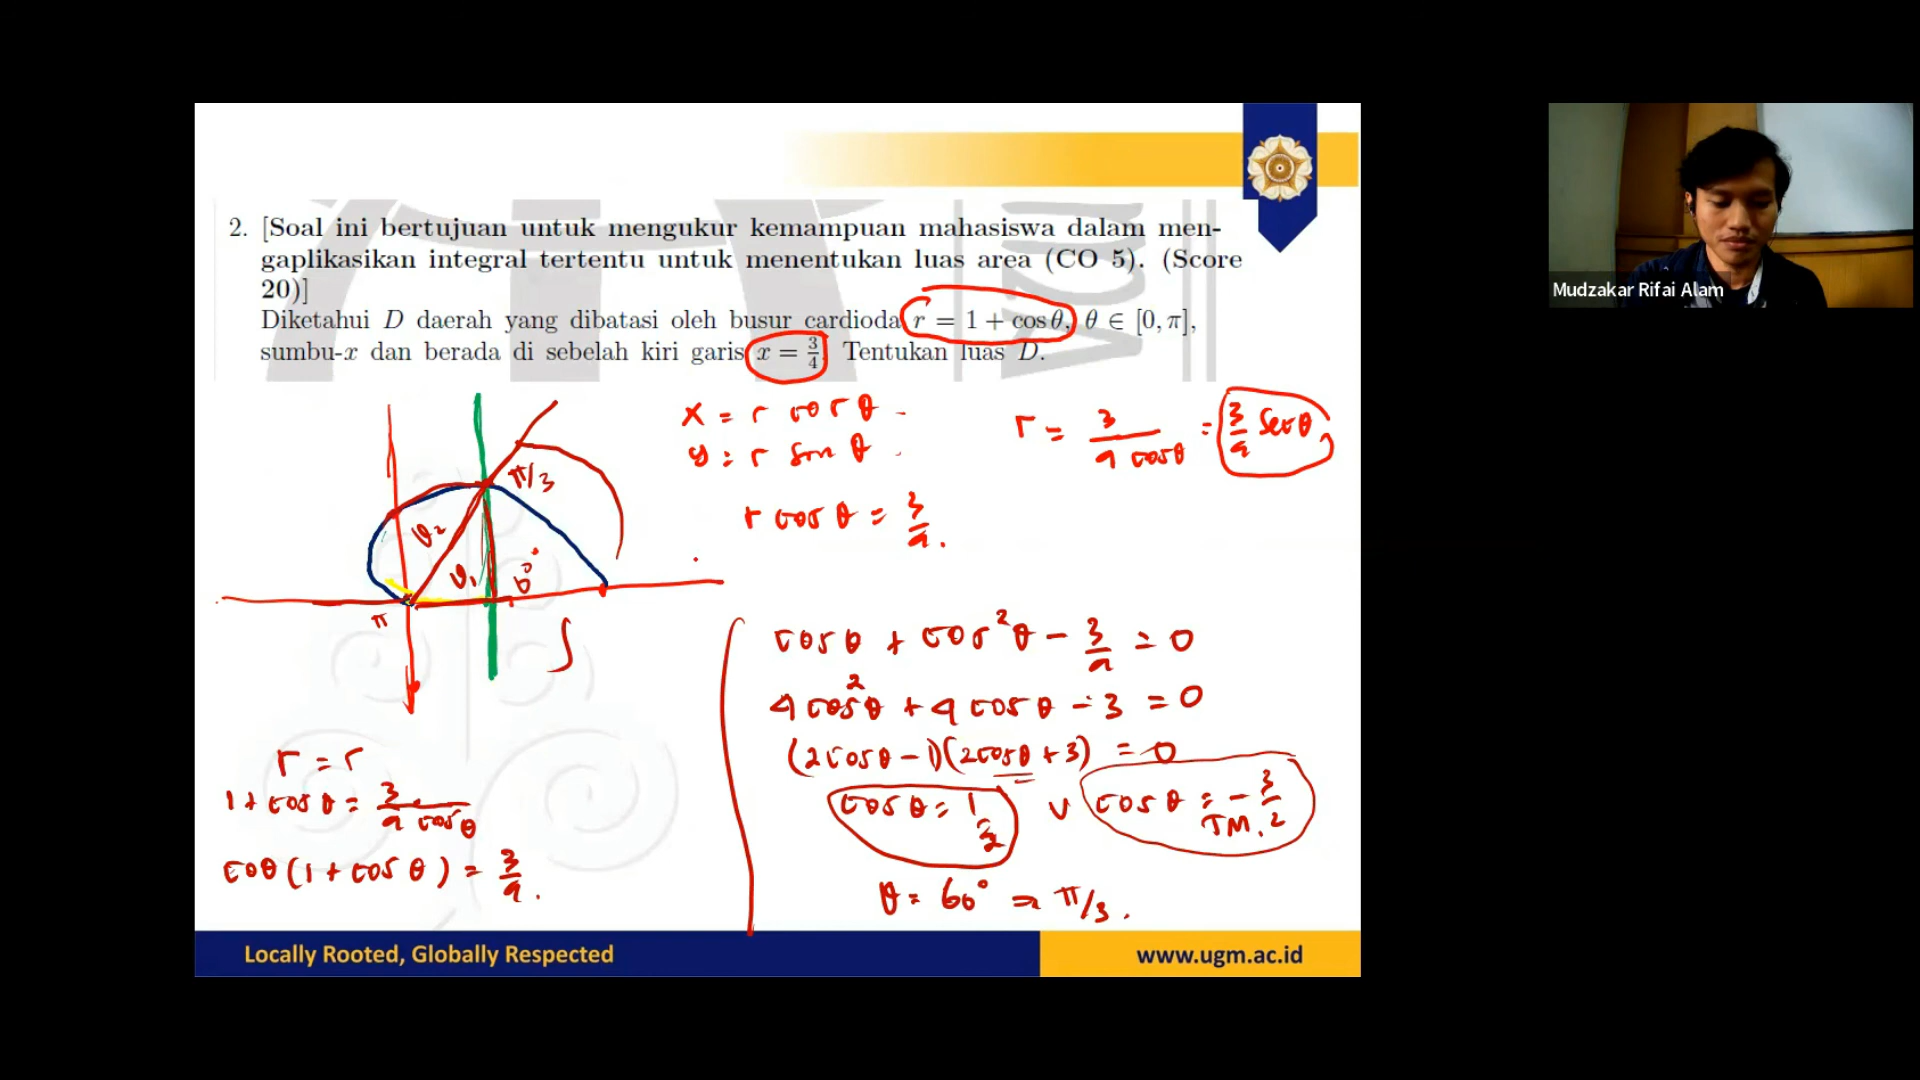 2. [Soal ini bertujuan untuk mengukur kemampuan mahasiswa dalam men-
gaplikasikan integral tertentu untuk menentukan luas area (CO 5). (Score
20)]
Diketahui D daerah yang dibatasi oleh busur cardioda r = 1 + cos θ, θ ∈ [0, π],
sumbu-x dan berada di sebelah kiri garis x = 3/4. Tentukan luas D.
x = r cos θ
y = r sin θ
r = 3/(4 cos θ) = 3/4 sec θ
r cos θ = 3/4.
π/3
θ2
θ1
0°
π
∫
r = r
1 + cos θ = 3/(4 cos θ)
coθ (1 + cos θ) = 3/4.
cos θ + cos² θ - 3/4 = 0
4 cos² θ + 4 cos θ - 3 = 0
(2 cos θ - 1)(2 cos θ + 3) = 0
cos θ = 1/2 ∨ cos θ = -3/2
TM.
θ = 60° ⇒ π/3.
Locally Rooted, Globally Respected
www.ugm.ac.id
Mudzakar Rifai Alam